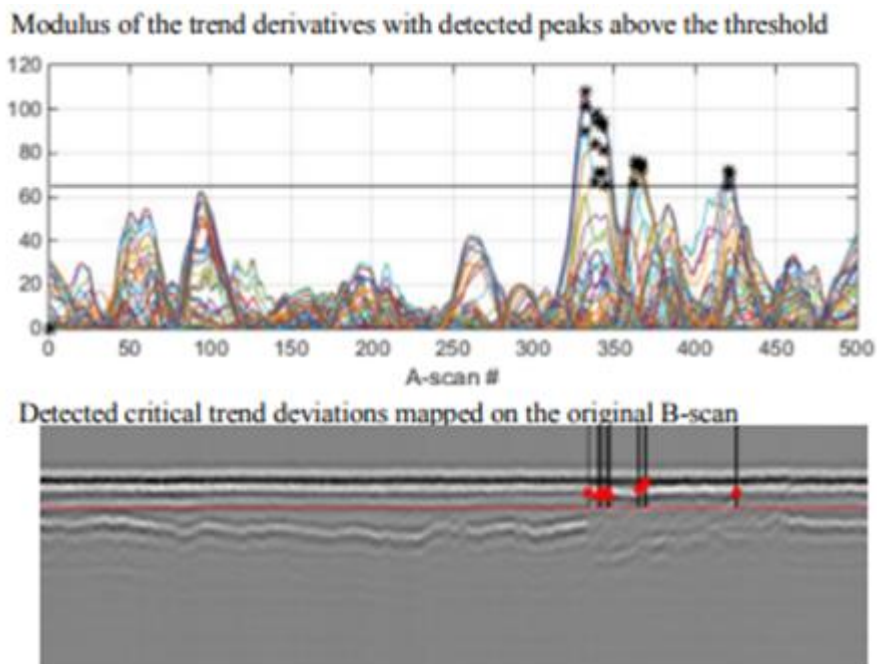 Modulus of the trend derivatives with detected peaks above the threshold
120
100
80
60
40
20
0
0 50 100 150 200 250 300 350 400 450 500
A-scan #
Detected critical trend deviations mapped on the original B-scan